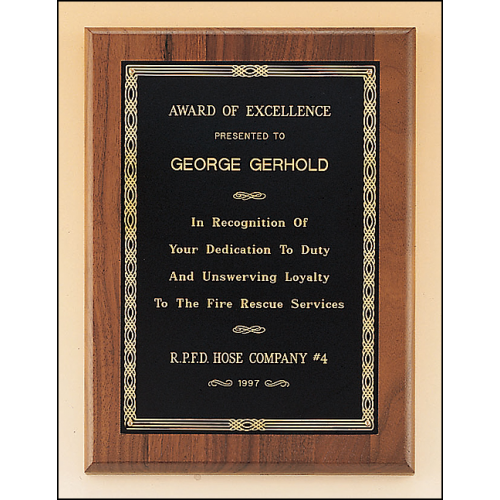 AWARD OF EXCELLENCE
PRESENTED TO
GEORGE GERHOLD
In Recognition Of
Your Dedication To Duty
And Unswerving Loyalty
To The Fire Rescue Services
R.P.F.D. HOSE COMPANY #4
1997